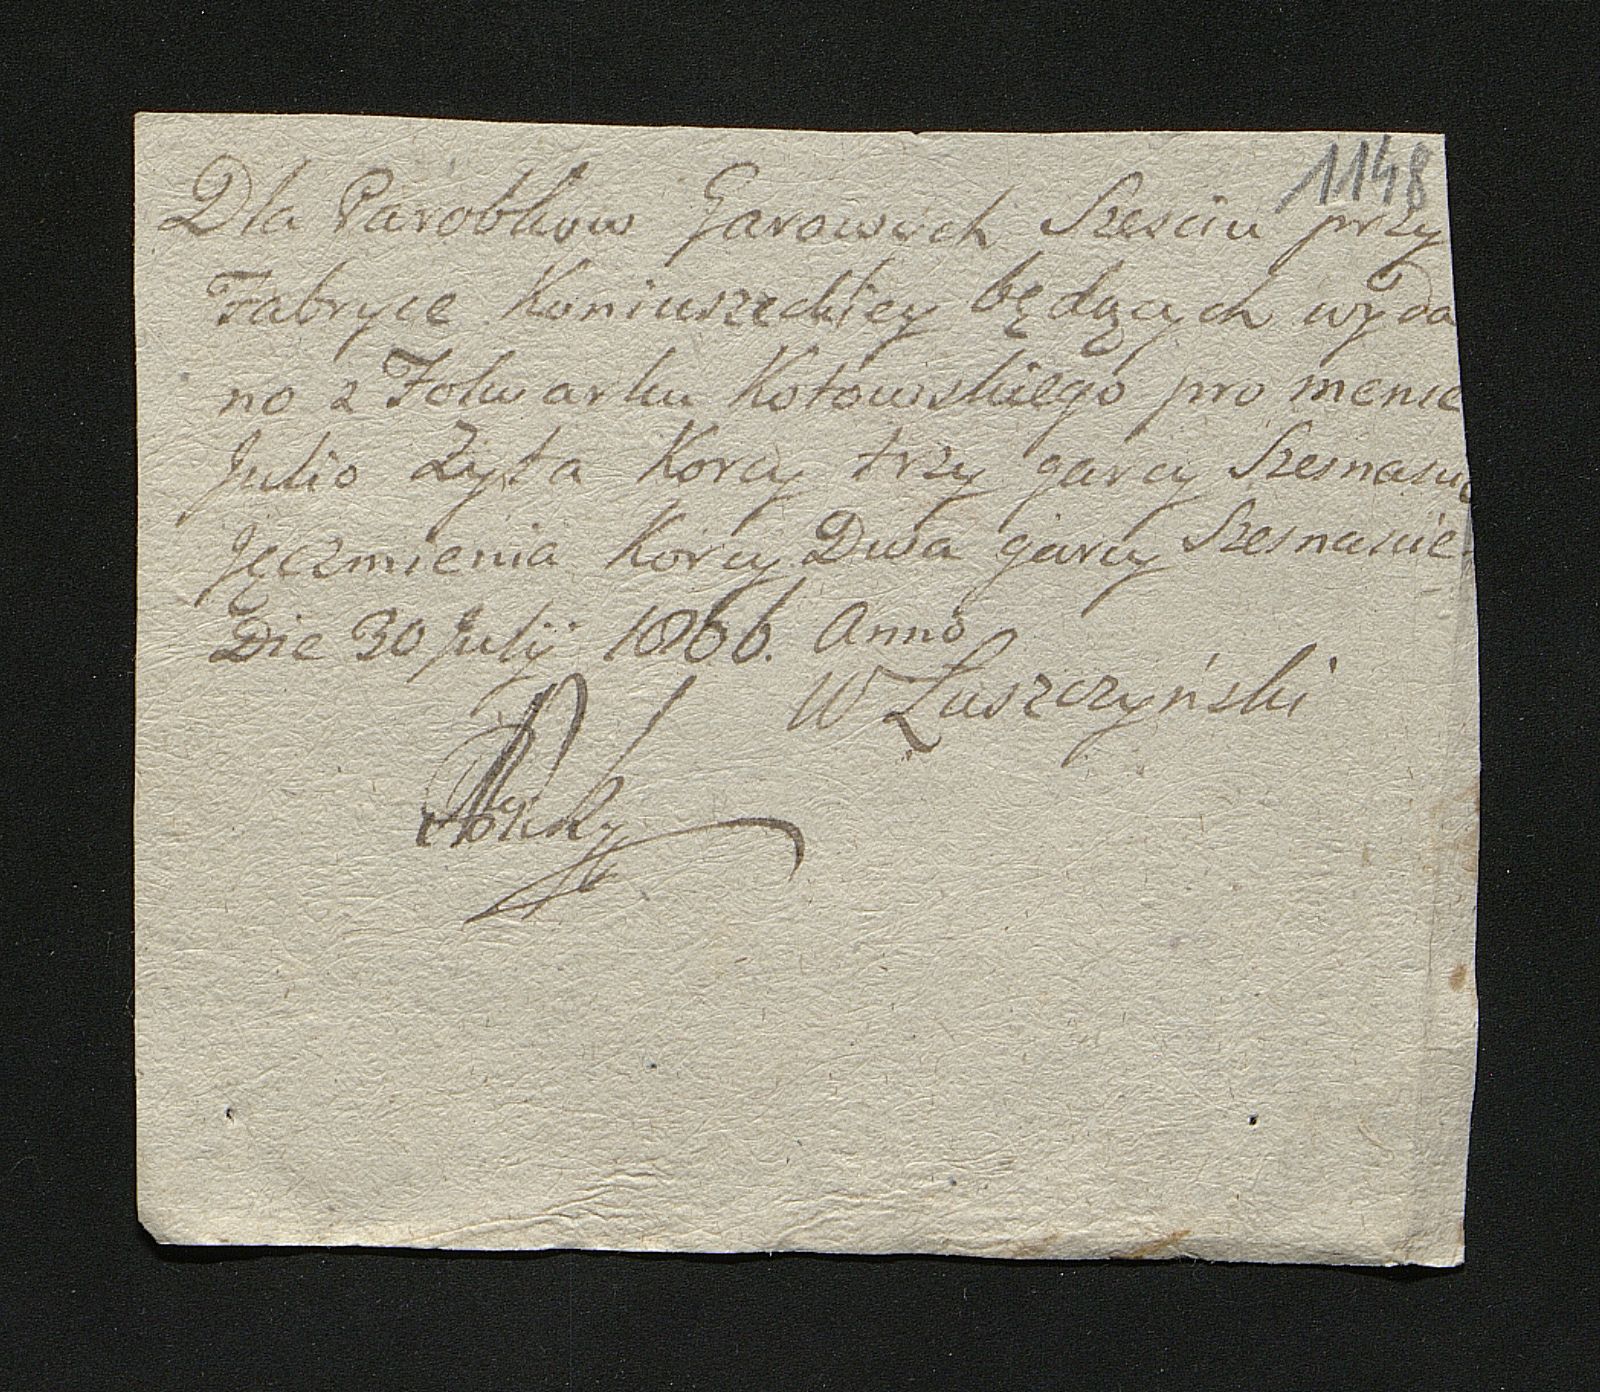 1148
Dla Parobkow Garowych Szesciu przy
Fabryce Koniuszeckiey będących wyda
no z Folwarku Kotowskiego pro mense
Julio Zyta Korcy trzy garcy Szesnascie
Jęczmienia Korcy Dwa garcy Szesnascie
Die 30 Julij 1806. Anno
W Łuszczyński